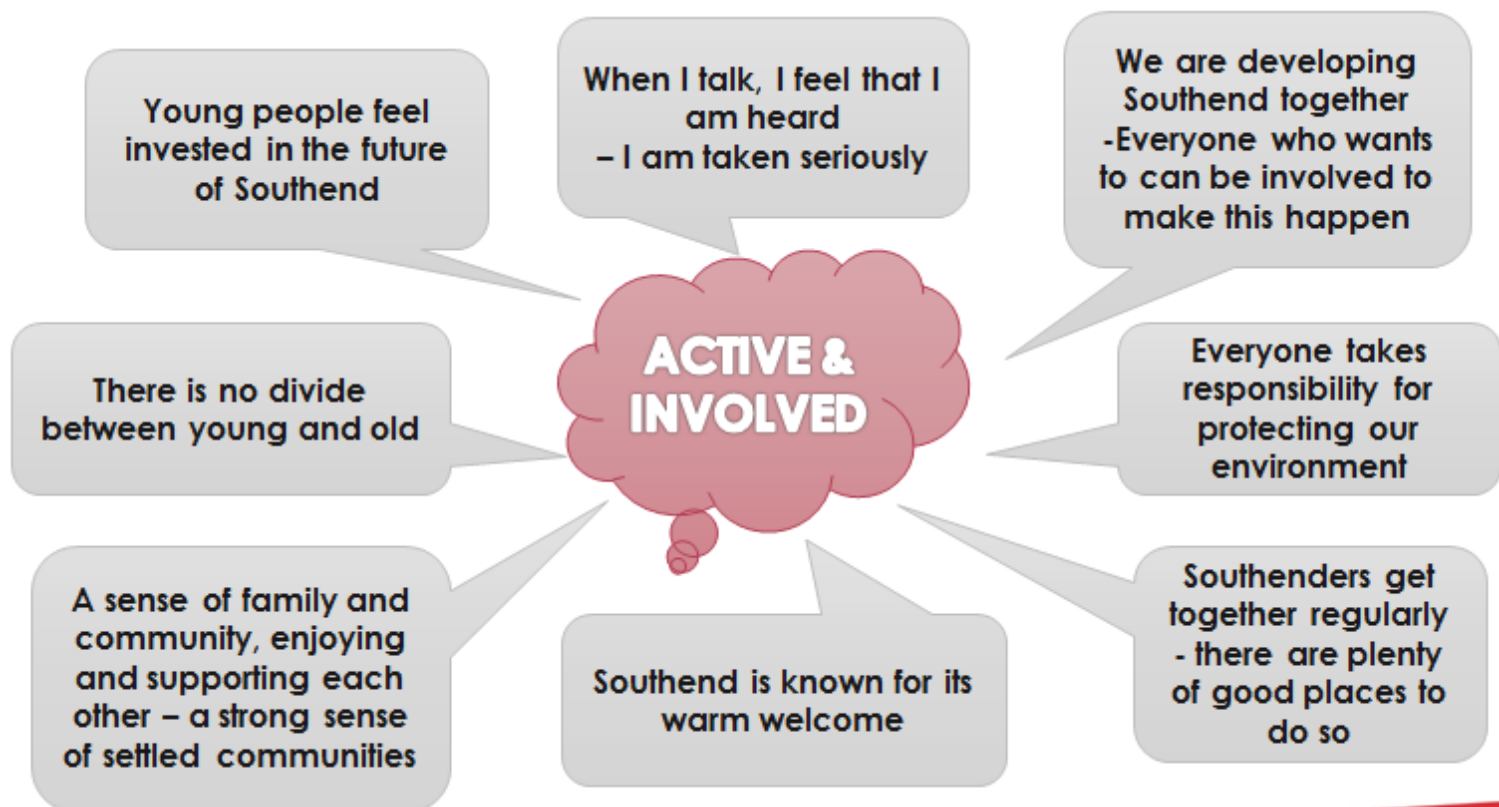 Young people feel
invested in the future
of Southend
When I talk, I feel that I
am heard
– I am taken seriously
We are developing
Southend together
-Everyone who wants
to can be involved to
make this happen
ACTIVE &
INVOLVED
There is no divide
between young and old
Everyone takes
responsibility for
protecting our
environment
A sense of family and
community, enjoying
and supporting each
other – a strong sense
of settled communities
Southend is known for its
warm welcome
Southenders get
together regularly
- there are plenty
of good places to
do so